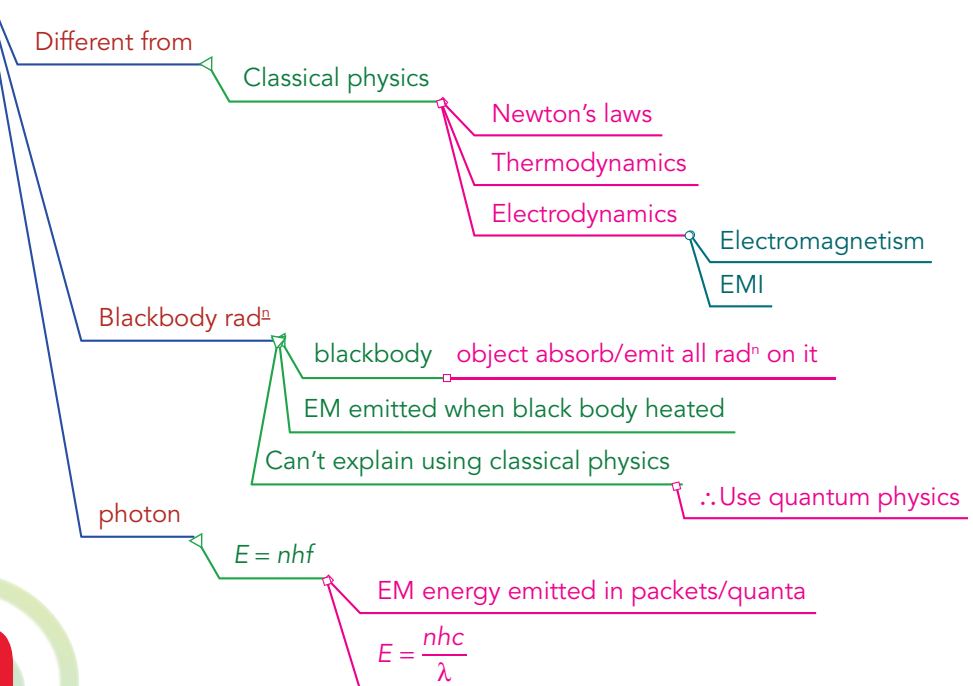 Different from
Classical physics
Newton’s laws
Thermodynamics
Electrodynamics
Electromagnetism
EMI
Blackbody radⁿ
blackbody object absorb/emit all radⁿ on it
EM emitted when black body heated
Can’t explain using classical physics
∴Use quantum physics
photon
E = nhf
EM energy emitted in packets/quanta
E = nhc/λ